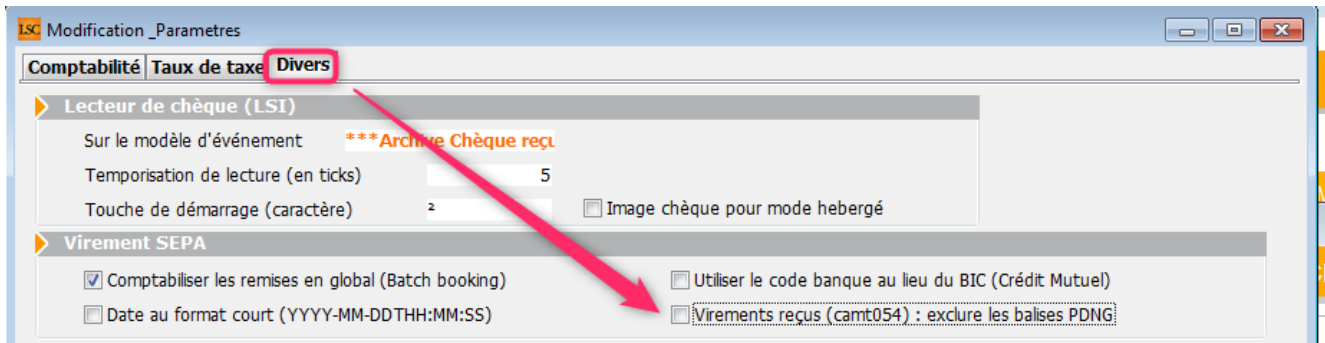 LSC Modification _Parametres
Comptabilité Taux de taxe Divers
Lecteur de chèque (LSI)
Sur le modèle d'événement ***Archive Chèque reçu
Temporisation de lecture (en ticks) 5
Touche de démarrage (caractère) ² Image chèque pour mode hebergé
Virement SEPA
Comptabiliser les remises en global (Batch booking) Utiliser le code banque au lieu du BIC (Crédit Mutuel)
Date au format court (YYYY-MM-DDTHH:MM:SS) Virements reçus (camt054) : exclure les balises PDNG